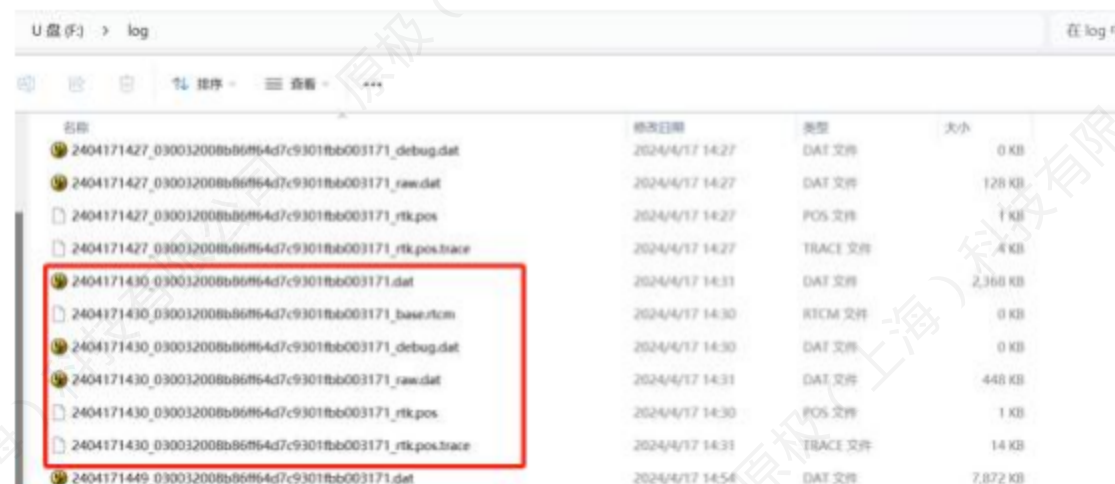 U 盘 (F:) > log
在 log 中
排序 查看 ...
名称 修改日期 类型 大小
2404171427_030032008b86ff64d7c9301fbb003171_debug.dat 2024/4/17 14:27 DAT 文件 0 KB
2404171427_030032008b86ff64d7c9301fbb003171_raw.dat 2024/4/17 14:27 DAT 文件 128 KB
2404171427_030032008b86ff64d7c9301fbb003171_rtk.pos 2024/4/17 14:27 POS 文件 1 KB
2404171427_030032008b86ff64d7c9301fbb003171_rtk.pos.trace 2024/4/17 14:27 TRACE 文件 4 KB
2404171430_030032008b86ff64d7c9301fbb003171.dat 2024/4/17 14:31 DAT 文件 2,368 KB
2404171430_030032008b86ff64d7c9301fbb003171_base.rtcm 2024/4/17 14:30 RTCM 文件 0 KB
2404171430_030032008b86ff64d7c9301fbb003171_debug.dat 2024/4/17 14:30 DAT 文件 0 KB
2404171430_030032008b86ff64d7c9301fbb003171_raw.dat 2024/4/17 14:31 DAT 文件 448 KB
2404171430_030032008b86ff64d7c9301fbb003171_rtk.pos 2024/4/17 14:30 POS 文件 1 KB
2404171430_030032008b86ff64d7c9301fbb003171_rtk.pos.trace 2024/4/17 14:31 TRACE 文件 14 KB
2404171449_030032008b86ff64d7c9301fbb003171.dat 2024/4/17 14:54 DAT 文件 7,872 KB